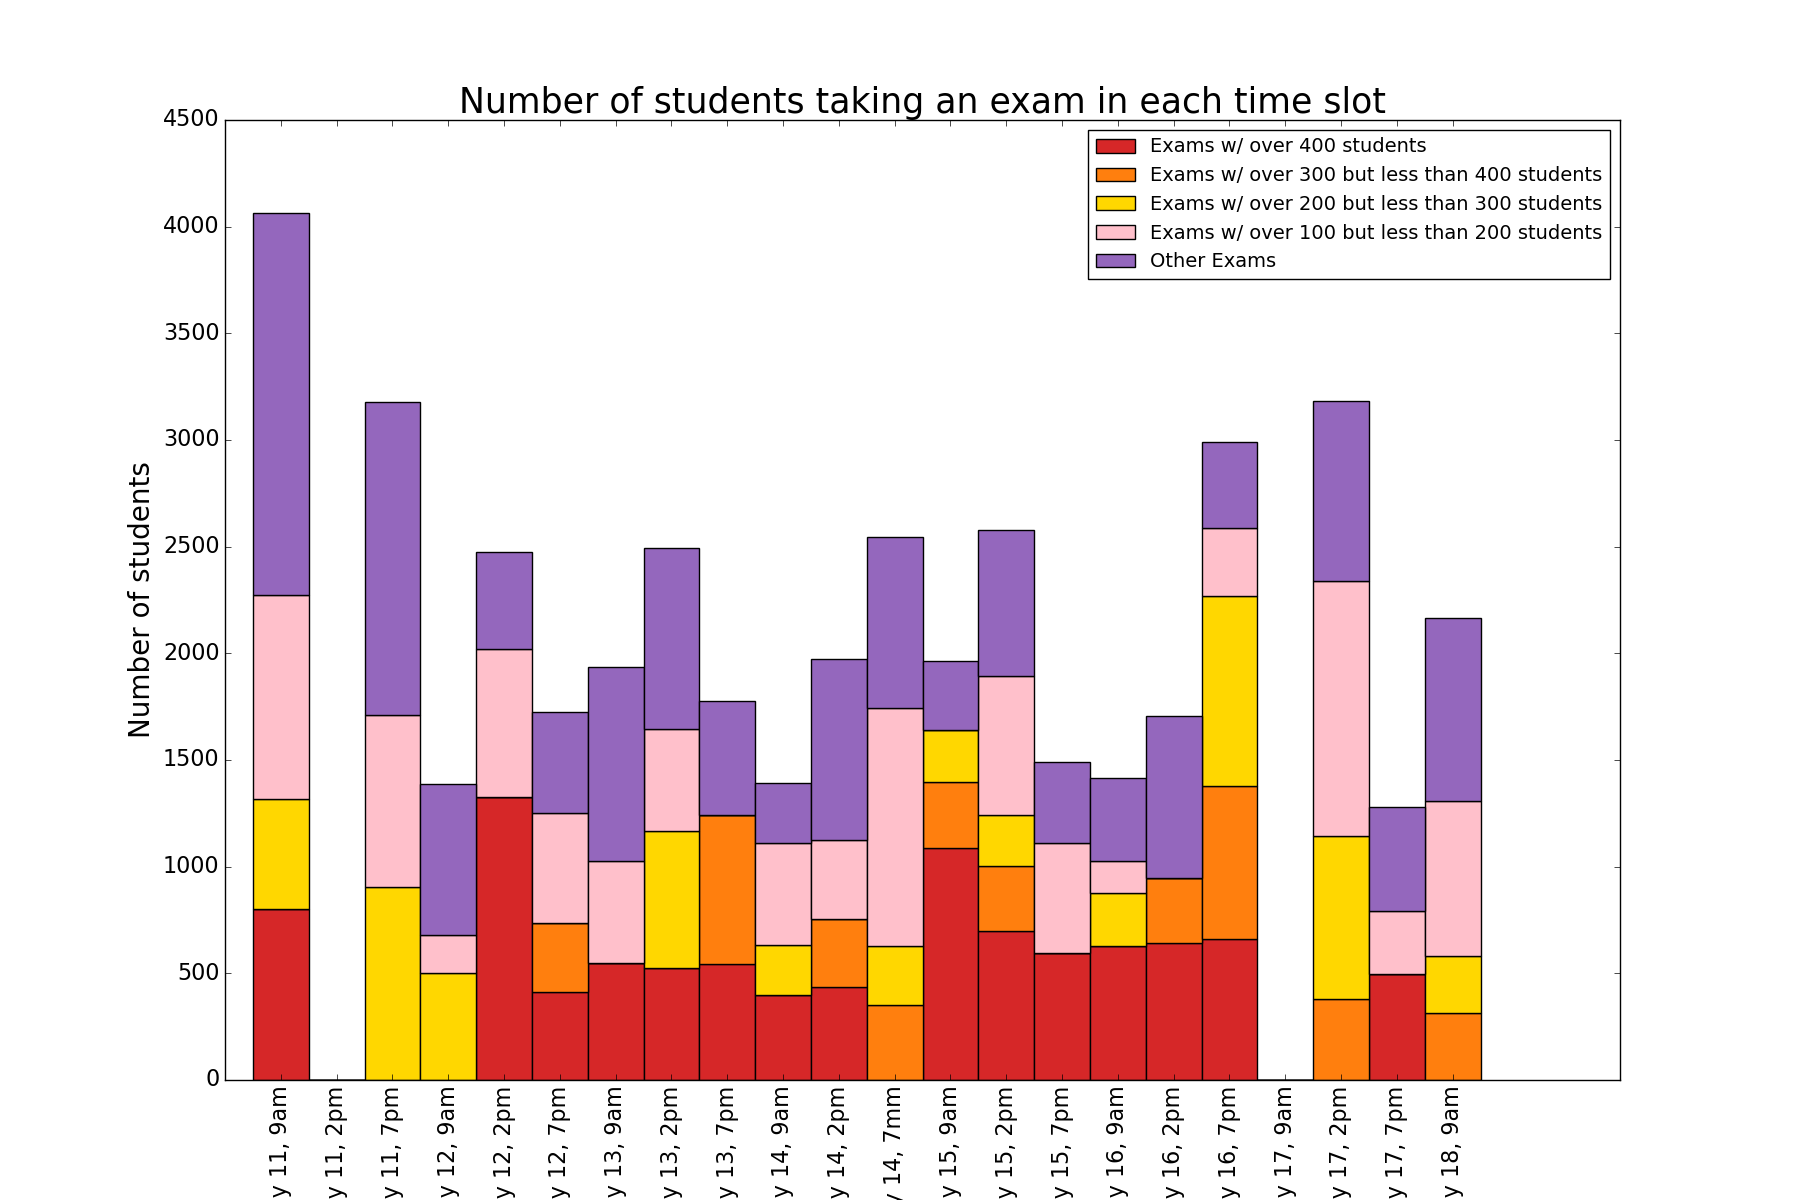 Number of students taking an exam in each time slot
Exams w/ over 400 students
Exams w/ over 300 but less than 400 students
Exams w/ over 200 but less than 300 students
Exams w/ over 100 but less than 200 students
Other Exams
Number of students
4500
4000
3500
3000
2500
2000
1500
1000
500
0
y 11, 9am
y 11, 2pm
y 11, 7pm
y 12, 9am
y 12, 2pm
y 12, 7pm
y 13, 9am
y 13, 2pm
y 13, 7pm
y 14, 9am
y 14, 2pm
y 14, 7mm
y 15, 9am
y 15, 2pm
y 15, 7pm
y 16, 9am
y 16, 2pm
y 16, 7pm
y 17, 9am
y 17, 2pm
y 17, 7pm
y 18, 9am